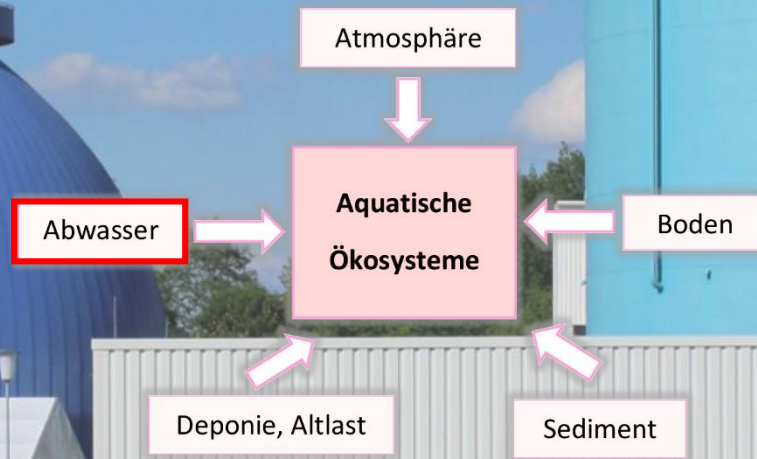 Atmosphäre
Aquatische
Ökosysteme
Abwasser
Boden
Deponie, Altlast
Sediment